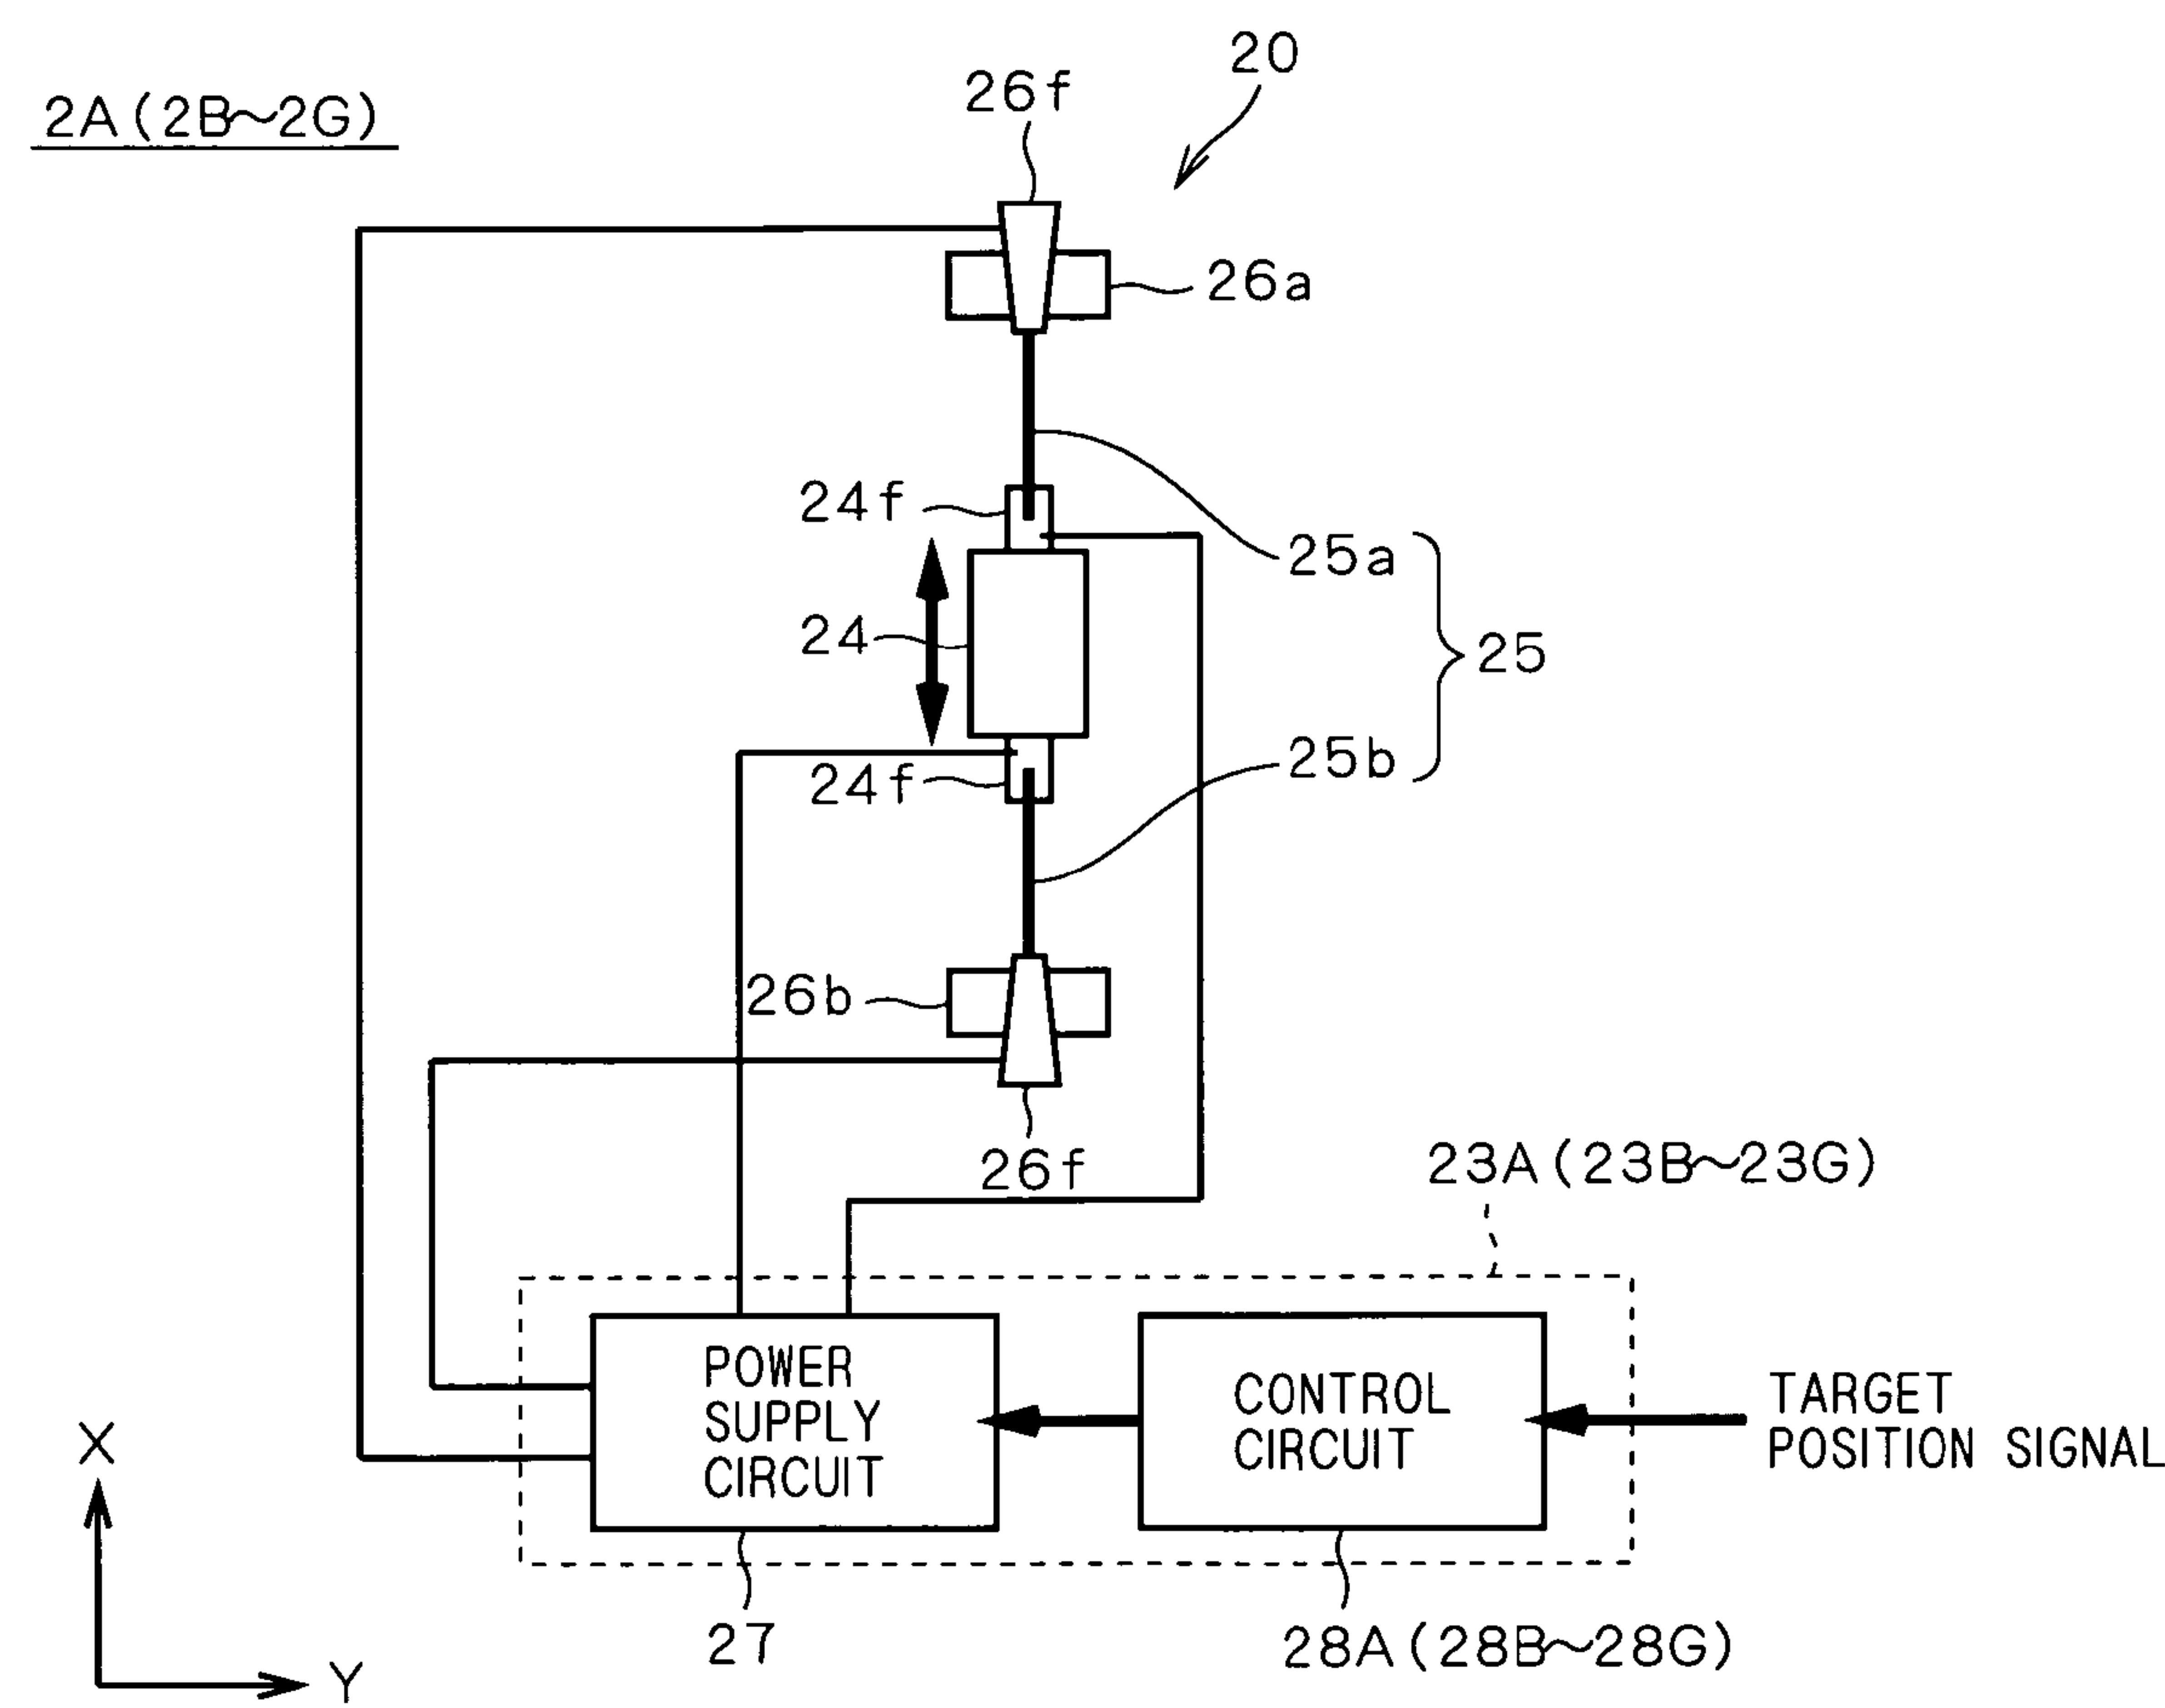 20
26f
2A(2B~2G)
26a
24f
25a
24
25
25b
24f
26b
26f
23A(23B~23G)
POWER
SUPPLY
CIRCUIT
CONTROL
CIRCUIT
TARGET
POSITION SIGNAL
X
27
28A(28B~28G)
Y